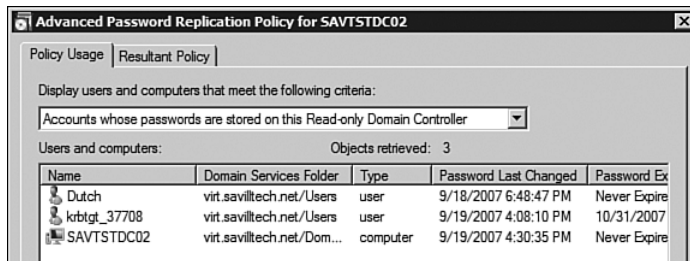 Advanced Password Replication Policy for SAVTSTDC02
Policy Usage Resultant Policy
Display users and computers that meet the following criteria:
Accounts whose passwords are stored on this Read-only Domain Controller
Users and computers: Objects retrieved: 3
Name Domain Services Folder Type Password Last Changed Password Ex
Dutch virt.savilltech.net/Users user 9/18/2007 6:48:47 PM Never Expire
krbtgt_37708 virt.savilltech.net/Users user 9/19/2007 4:08:10 PM 10/31/2007
SAVTSTDC02 virt.savilltech.net/Dom... computer 9/19/2007 4:30:35 PM Never Expire